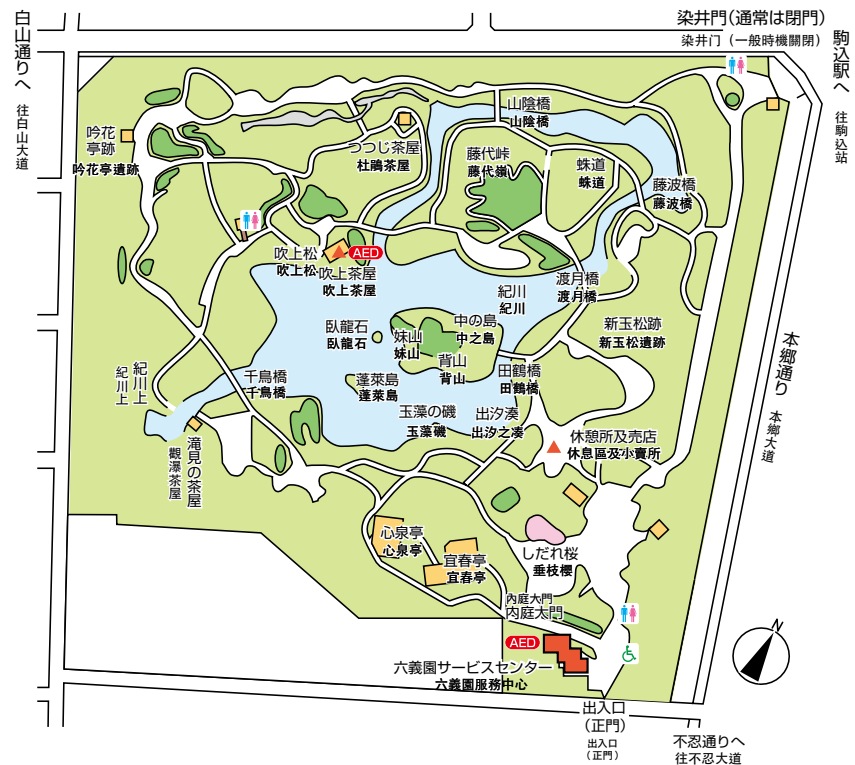 白山通りへ
往白山大道
染井門(通常は閉門)
染井门（一般時機關閉）
駒込駅へ
往駒込站
山陰橋
山陰橋
吟花
亭跡
吟花亭遺跡
つつじ茶屋
杜鵑茶屋
藤代峠
藤代嶺
蛛道
蛛道
藤波橋
藤波橋
吹上松
吹上松
AED
吹上茶屋
吹上茶屋
渡月橋
渡月橋
紀川
紀川
臥龍石
臥龍石
妹山
妹山
中の島
中之島
背山
背山
新玉松跡
新玉松遺跡
本郷通り
本鄉大道
紀川上
紀川上
千鳥橋
千鳥橋
蓬莱島
蓬萊島
田鶴橋
田鶴橋
玉藻の磯
玉藻磯
出汐湊
出汐之湊
滝見の茶屋
觀瀑茶屋
休憩所及売店
休息區及小賣所
心泉亭
心泉亭
宜春亭
宜春亭
しだれ桜
垂枝櫻
內庭大門
内庭大門
AED
六義園サービスセンター
六義園服務中心
N
出入口
（正門）
出入口
（正門）
不忍通りへ
往不忍大道